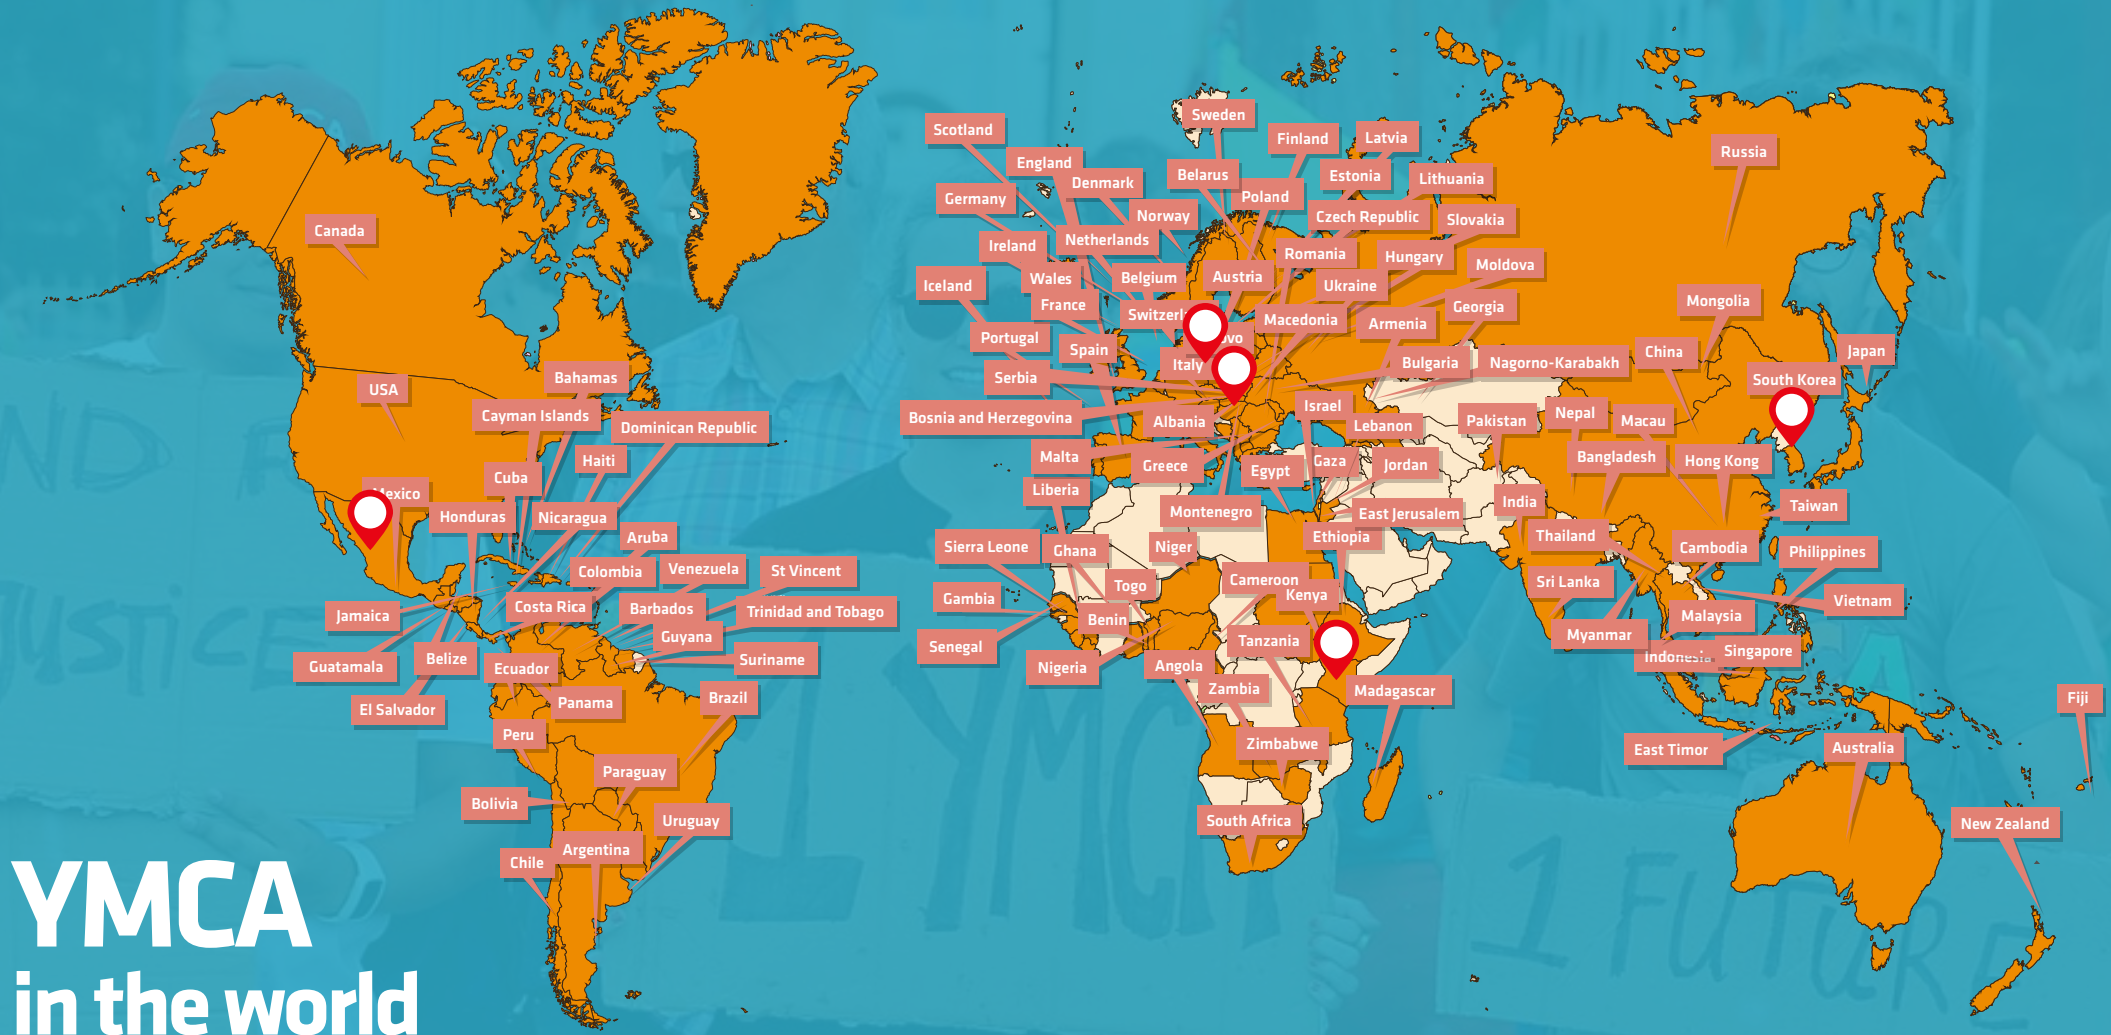 Sweden
Scotland
Finland
Latvia
England
Russia
Denmark
Belarus
Estonia
Lithuania
Germany
Poland
Norway
Czech Republic
Slovakia
Canada
Ireland
Netherlands
Romania
Hungary
Moldova
Iceland
Wales
Belgium
Austria
Ukraine
France
Georgia
Mongolia
Macedonia
Armenia
Portugal
Spain
Italy
Bulgaria
Nagorno-Karabakh
China
Japan
Serbia
South Korea
USA
Bahamas
Cayman Islands
Dominican Republic
Bosnia and Herzegovina
Albania
Israel
Lebanon
Pakistan
Nepal
Macau
Haiti
Malta
Greece
Egypt
Gaza
Jordan
Bangladesh
Hong Kong
Cuba
Mexico
Liberia
India
Taiwan
Honduras
Nicaragua
Montenegro
East Jerusalem
Aruba
Sierra Leone
Ghana
Niger
Ethiopia
Thailand
Cambodia
Philippines
Colombia
Venezuela
St Vincent
Togo
Cameroon
Kenya
Sri Lanka
Gambia
Vietnam
Jamaica
Costa Rica
Barbados
Trinidad and Tobago
Benin
Malaysia
Guyana
Senegal
Tanzania
Myanmar
Guatamala
Belize
Ecuador
Suriname
Nigeria
Angola
Indonesia
Singapore
El Salvador
Panama
Brazil
Zambia
Madagascar
Fiji
Peru
Zimbabwe
East Timor
Australia
Paraguay
Bolivia
Uruguay
South Africa
New Zealand
Chile
Argentina
YMCA
in the world
1 YMCA
1 FUTURE